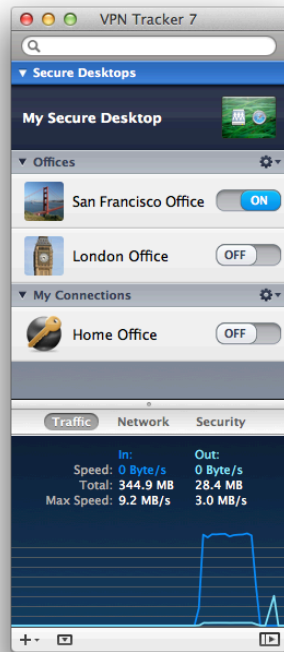 VPN Tracker 7
Secure Desktops
My Secure Desktop
Offices
San Francisco Office ON
London Office OFF
My Connections
Home Office OFF
Traffic Network Security
In: Out:
Speed: 0 Byte/s 0 Byte/s
Total: 344.9 MB 28.4 MB
Max Speed: 9.2 MB/s 3.0 MB/s